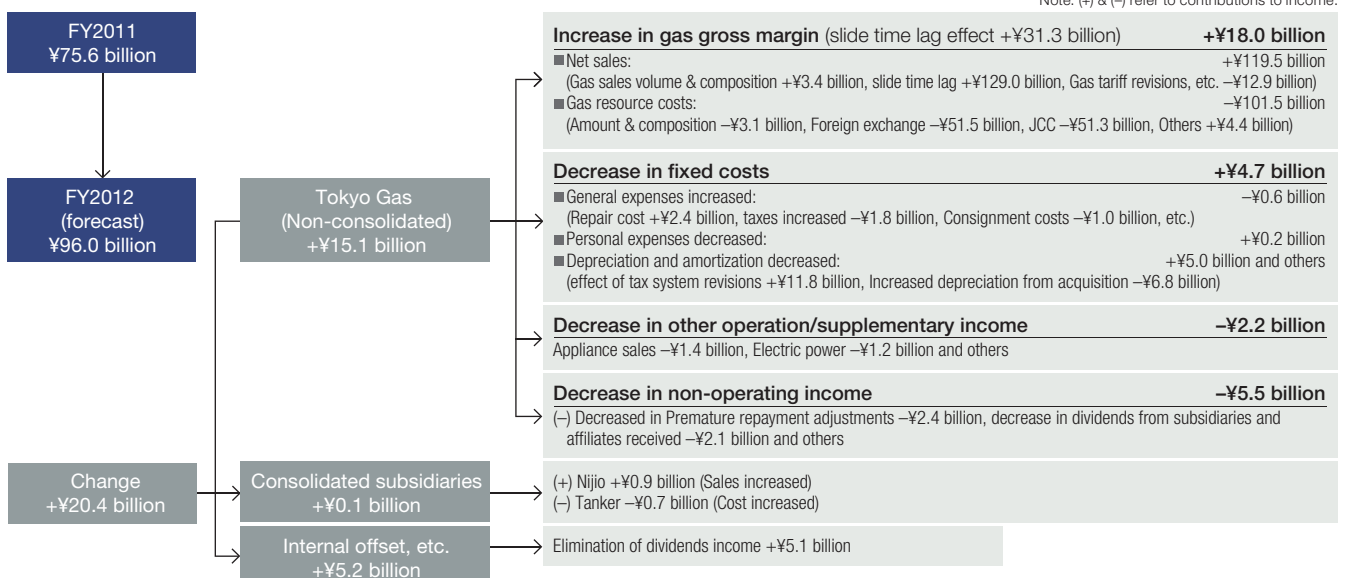 Note: (+) & (–) refer to contributions to income.
FY2011
¥75.6 billion
FY2012
(forecast)
¥96.0 billion
Change
+¥20.4 billion
Tokyo Gas
(Non-consolidated)
+¥15.1 billion
Increase in gas gross margin (slide time lag effect +¥31.3 billion) +¥18.0 billion
■Net sales: +¥119.5 billion
(Gas sales volume & composition +¥3.4 billion, slide time lag +¥129.0 billion, Gas tariff revisions, etc. –¥12.9 billion)
■Gas resource costs: –¥101.5 billion
(Amount & composition –¥3.1 billion, Foreign exchange –¥51.5 billion, JCC –¥51.3 billion, Others +¥4.4 billion)
Decrease in fixed costs +¥4.7 billion
■General expenses increased: –¥0.6 billion
(Repair cost +¥2.4 billion, taxes increased –¥1.8 billion, Consignment costs –¥1.0 billion, etc.)
■Personal expenses decreased: +¥0.2 billion
■Depreciation and amortization decreased: +¥5.0 billion and others
(effect of tax system revisions +¥11.8 billion, Increased depreciation from acquisition –¥6.8 billion)
Decrease in other operation/supplementary income –¥2.2 billion
Appliance sales –¥1.4 billion, Electric power –¥1.2 billion and others
Decrease in non-operating income –¥5.5 billion
(–) Decreased in Premature repayment adjustments –¥2.4 billion, decrease in dividends from subsidiaries and
affiliates received –¥2.1 billion and others
Consolidated subsidiaries
+¥0.1 billion
(+) Nijio +¥0.9 billion (Sales increased)
(–) Tanker –¥0.7 billion (Cost increased)
Internal offset, etc.
+¥5.2 billion
Elimination of dividends income +¥5.1 billion